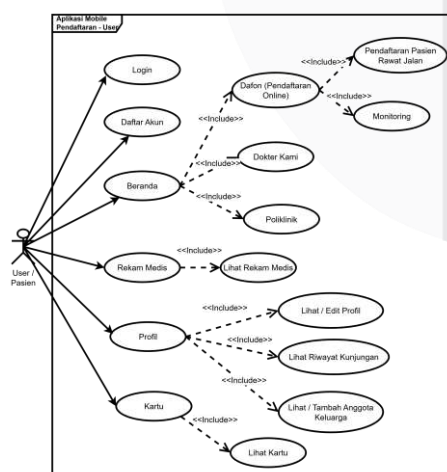 Aplikasi Mobile
Pendaftaran - User
Login
Daftar Akun
Beranda
User /
Pasien
Rekam Medis
Profil
Kartu
<<Include>>
Dafon (Pendaftaran
Online)
<<Include>>
Pendaftaran Pasien
Rawat Jalan
<<Include>>
Monitoring
<<Include>>
Dokter Kami
<<Include>>
Poliklinik
<<Include>>
Lihat Rekam Medis
<<Include>>
Lihat / Edit Profil
<<Include>>
Lihat Riwayat Kunjungan
<<Include>>
Lihat / Tambah Anggota
Keluarga
<<Include>>
Lihat Kartu